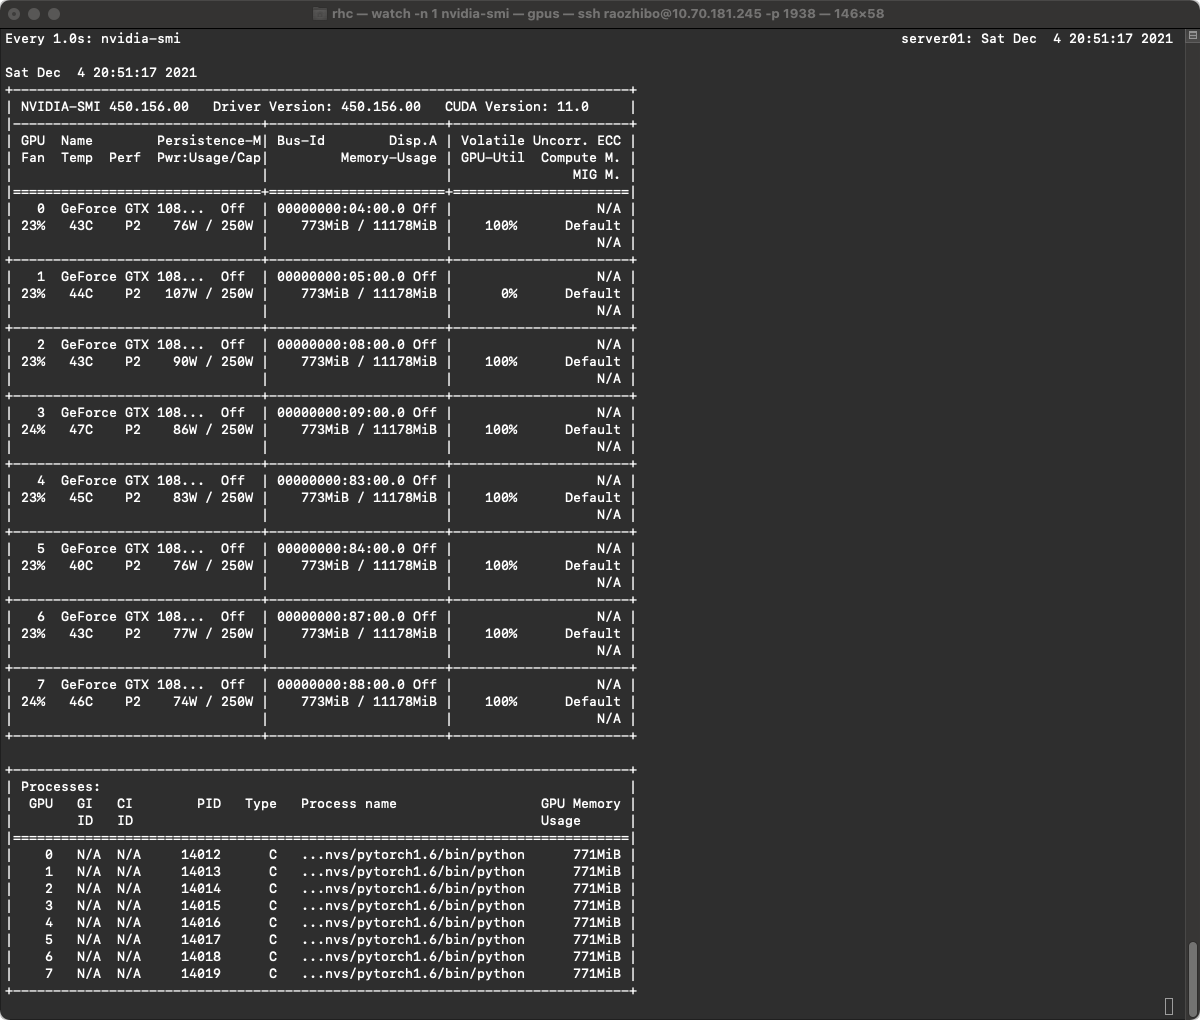 rhc — watch -n 1 nvidia-smi — gpus — ssh raozhibo@10.70.181.245 -p 1938 — 146×58
Every 1.0s: nvidia-smi server01: Sat Dec  4 20:51:17 2021
Sat Dec  4 20:51:17 2021
NVIDIA-SMI 450.156.00   Driver Version: 450.156.00   CUDA Version: 11.0
| GPU  Name        Persistence-M| Bus-Id        Disp.A | Volatile Uncorr. ECC |
| Fan  Temp  Perf  Pwr:Usage/Cap|         Memory-Usage | GPU-Util  Compute M. |
|                               |                      |               MIG M. |
|   0  GeForce GTX 108...  Off  | 00000000:04:00.0 Off |                  N/A |
| 23%   43C    P2    76W / 250W |    773MiB / 11178MiB |    100%      Default |
|                               |                      |                  N/A |
|   1  GeForce GTX 108...  Off  | 00000000:05:00.0 Off |                  N/A |
| 23%   44C    P2   107W / 250W |    773MiB / 11178MiB |      0%      Default |
|                               |                      |                  N/A |
|   2  GeForce GTX 108...  Off  | 00000000:08:00.0 Off |                  N/A |
| 23%   43C    P2    90W / 250W |    773MiB / 11178MiB |    100%      Default |
|                               |                      |                  N/A |
|   3  GeForce GTX 108...  Off  | 00000000:09:00.0 Off |                  N/A |
| 24%   47C    P2    86W / 250W |    773MiB / 11178MiB |    100%      Default |
|                               |                      |                  N/A |
|   4  GeForce GTX 108...  Off  | 00000000:83:00.0 Off |                  N/A |
| 23%   45C    P2    83W / 250W |    773MiB / 11178MiB |    100%      Default |
|                               |                      |                  N/A |
|   5  GeForce GTX 108...  Off  | 00000000:84:00.0 Off |                  N/A |
| 23%   40C    P2    76W / 250W |    773MiB / 11178MiB |    100%      Default |
|                               |                      |                  N/A |
|   6  GeForce GTX 108...  Off  | 00000000:87:00.0 Off |                  N/A |
| 23%   43C    P2    77W / 250W |    773MiB / 11178MiB |    100%      Default |
|                               |                      |                  N/A |
|   7  GeForce GTX 108...  Off  | 00000000:88:00.0 Off |                  N/A |
| 24%   46C    P2    74W / 250W |    773MiB / 11178MiB |    100%      Default |
|                               |                      |                  N/A |
| Processes:                                                                  |
|  GPU   GI   CI        PID   Type   Process name                  GPU Memory |
|        ID   ID                                                   Usage      |
|    0   N/A  N/A     14012      C   ...nvs/pytorch1.6/bin/python      771MiB |
|    1   N/A  N/A     14013      C   ...nvs/pytorch1.6/bin/python      771MiB |
|    2   N/A  N/A     14014      C   ...nvs/pytorch1.6/bin/python      771MiB |
|    3   N/A  N/A     14015      C   ...nvs/pytorch1.6/bin/python      771MiB |
|    4   N/A  N/A     14016      C   ...nvs/pytorch1.6/bin/python      771MiB |
|    5   N/A  N/A     14017      C   ...nvs/pytorch1.6/bin/python      771MiB |
|    6   N/A  N/A     14018      C   ...nvs/pytorch1.6/bin/python      771MiB |
|    7   N/A  N/A     14019      C   ...nvs/pytorch1.6/bin/python      771MiB |